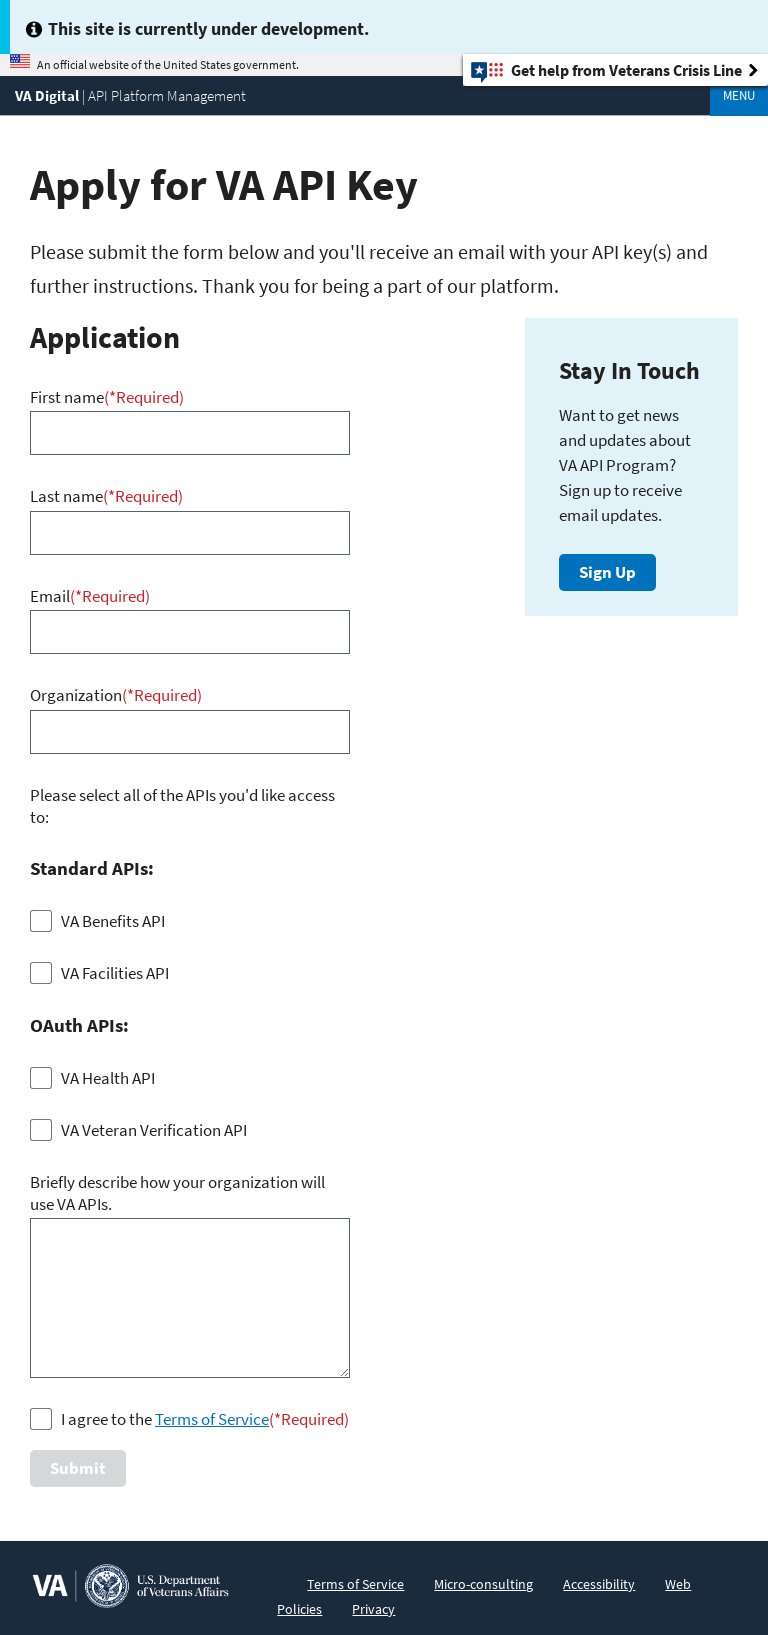 This site is currently under development.
An official website of the United States government.
Get help from Veterans Crisis Line
VA Digital | API Platform Management
MENU
Apply for VA API Key
Please submit the form below and you'll receive an email with your API key(s) and
further instructions. Thank you for being a part of our platform.
Application
First name(*Required)
Last name(*Required)
Email(*Required)
Organization(*Required)
Please select all of the APIs you'd like access
to:
Standard APIs:
VA Benefits API
VA Facilities API
OAuth APIs:
VA Health API
VA Veteran Verification API
Briefly describe how your organization will
use VA APIs.
I agree to the Terms of Service(*Required)
Submit
Stay In Touch
Want to get news
and updates about
VA API Program?
Sign up to receive
email updates.
Sign Up
VA
U.S. Department
of Veterans Affairs
Terms of Service Micro-consulting Accessibility Web
Policies Privacy